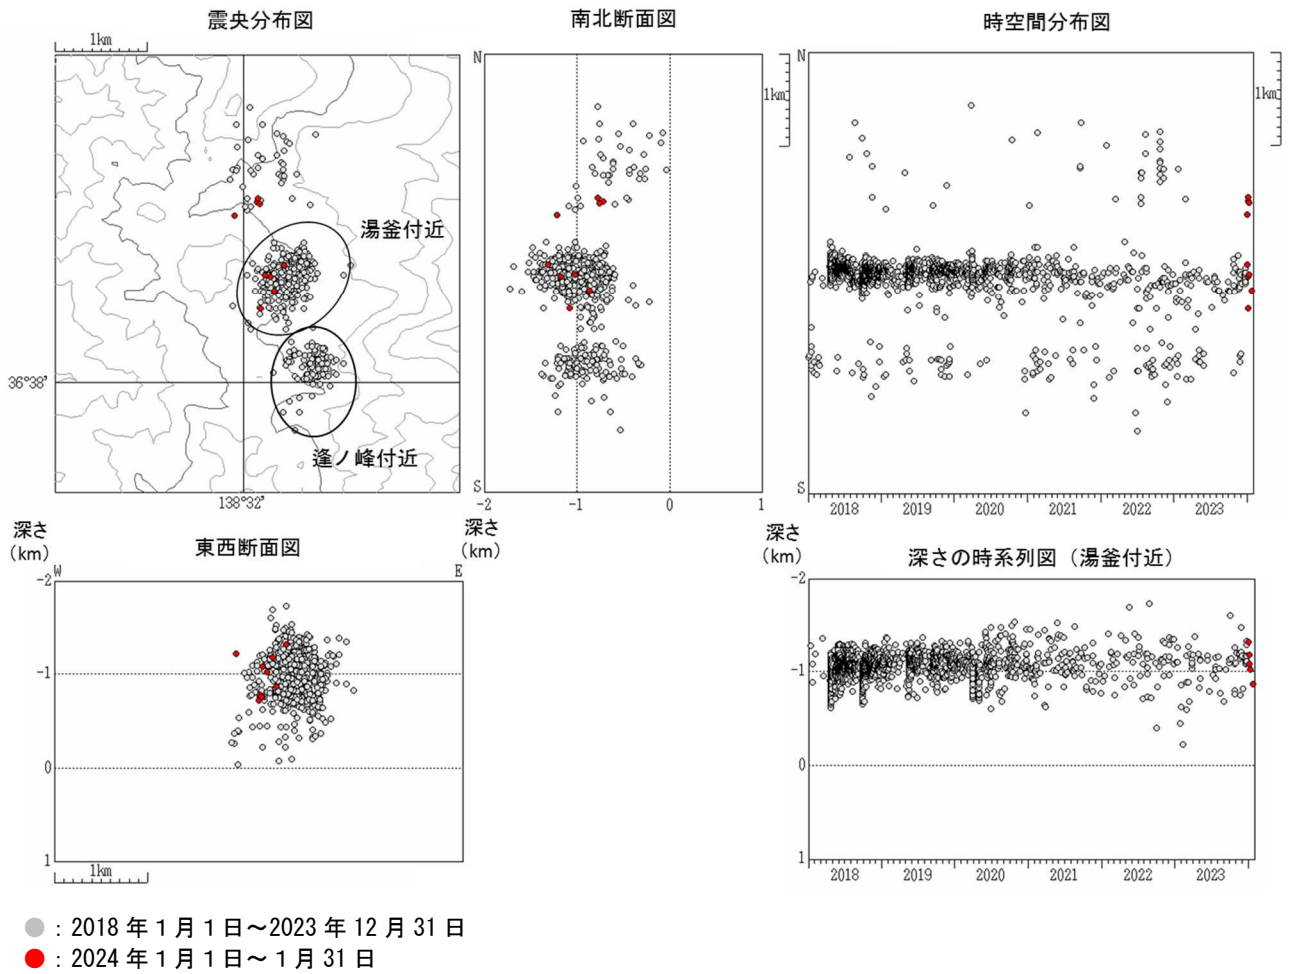 震央分布図
南北断面図
時空間分布図
1km
N
N
1km
1km
湯釜付近
36°38′
逢ノ峰付近
S
S
138°32′
-2
-1
0
1
2018
2019
2020
2021
2022
2023
深さ
(km)
深さ
(km)
深さ
(km)
東西断面図
深さの時系列図（湯釜付近）
W
E
-2
-1
0
1
1km
-2
-1
0
1
2018
2019
2020
2021
2022
2023
：2018 年 1 月 1 日～2023 年 12 月 31 日
：2024 年 1 月 1 日～ 1 月 31 日